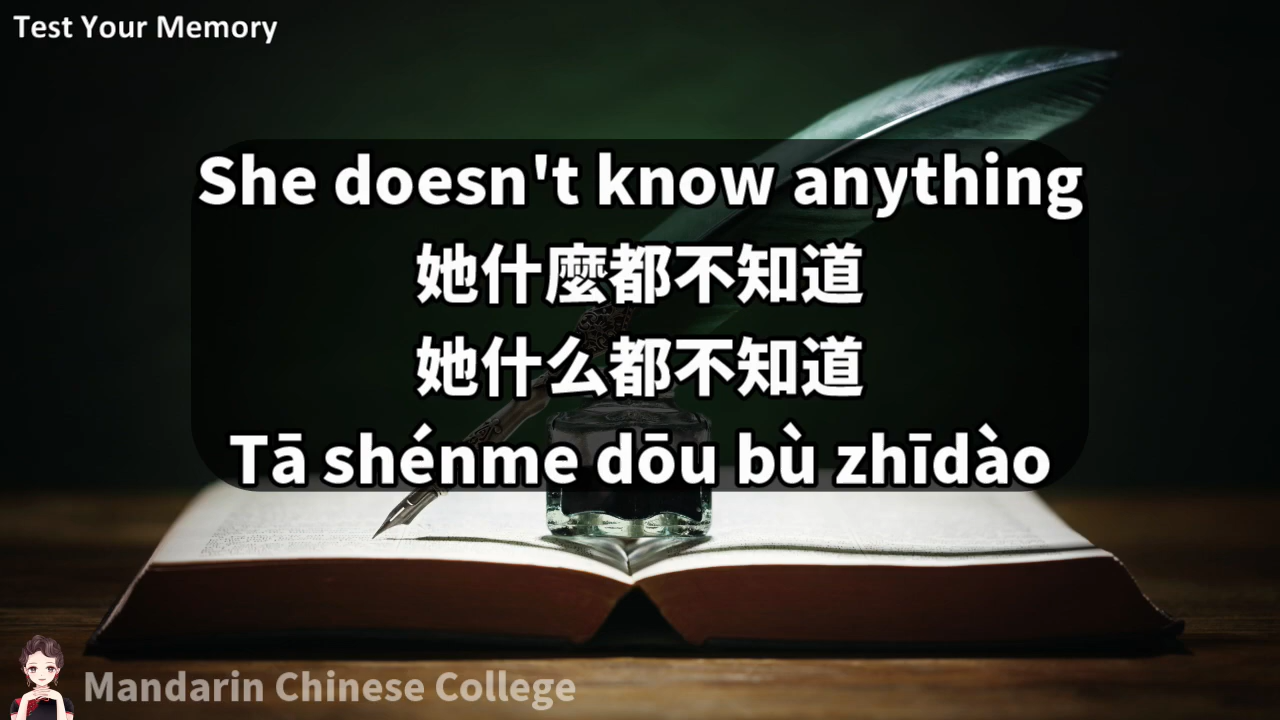 Test Your Memory
She doesn't know anything
她什麼都不知道
她什么都不知道
Tā shénme dōu bù zhīdào
Mandarin Chinese College